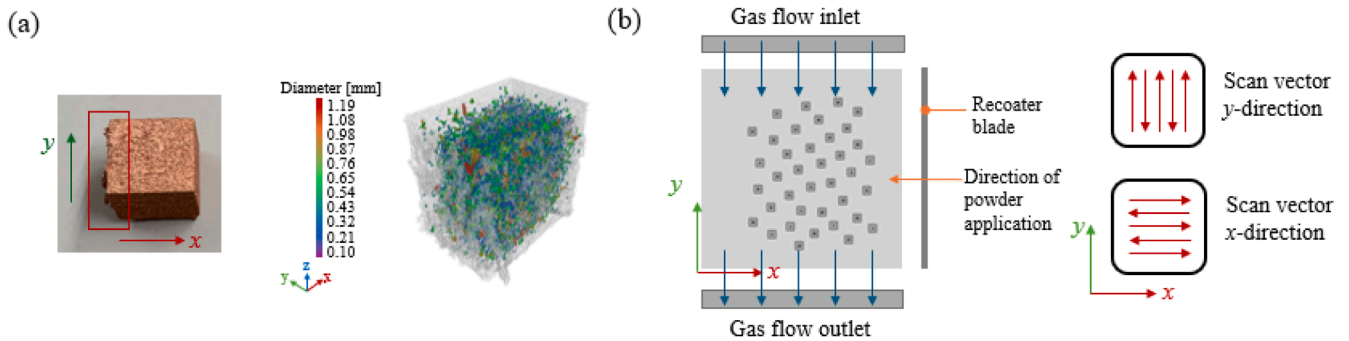 (a)
Diameter [mm]
1.19
1.08
0.98
0.87
0.76
0.65
0.54
0.43
0.32
0.21
0.10
y
x
z
y
x
(b)
Gas flow inlet
Recoater
blade
Direction of
powder
application
y
x
Gas flow outlet
Scan vector
y-direction
Scan vector
x-direction
y
x